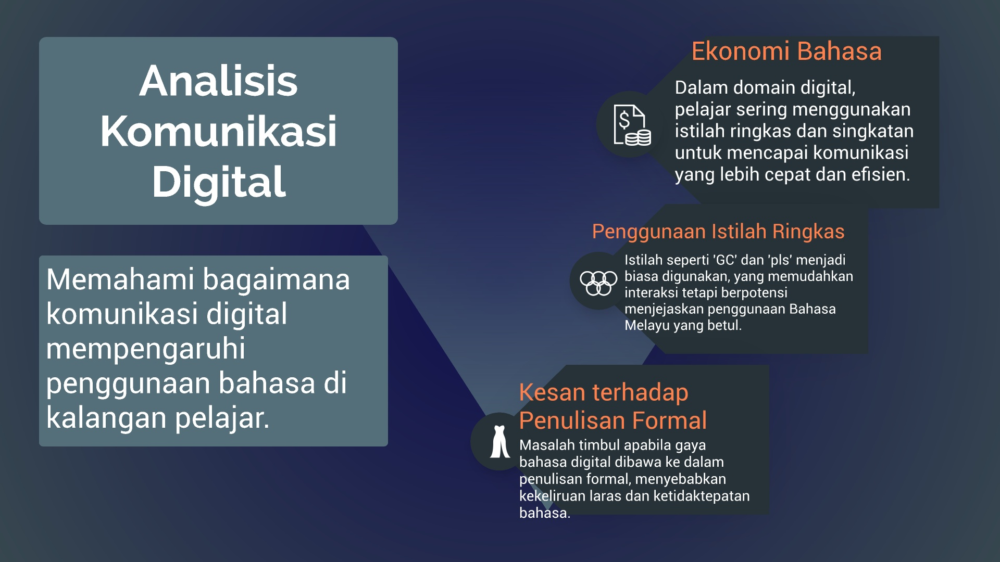 Analisis
Komunikasi
Digital
Memahami bagaimana
komunikasi digital
mempengaruhi
penggunaan bahasa di
kalangan pelajar.
Ekonomi Bahasa
Dalam domain digital,
pelajar sering menggunakan
istilah ringkas dan singkatan
untuk mencapai komunikasi
yang lebih cepat dan efisien.
Penggunaan Istilah Ringkas
Istilah seperti 'GC' dan 'pls' menjadi
biasa digunakan, yang memudahkan
interaksi tetapi berpotensi
menjejaskan penggunaan Bahasa
Melayu yang betul.
Kesan terhadap
Penulisan Formal
Masalah timbul apabila gaya
bahasa digital dibawa ke dalam
penulisan formal, menyebabkan
kekeliruan laras dan ketidaktepatan
bahasa.